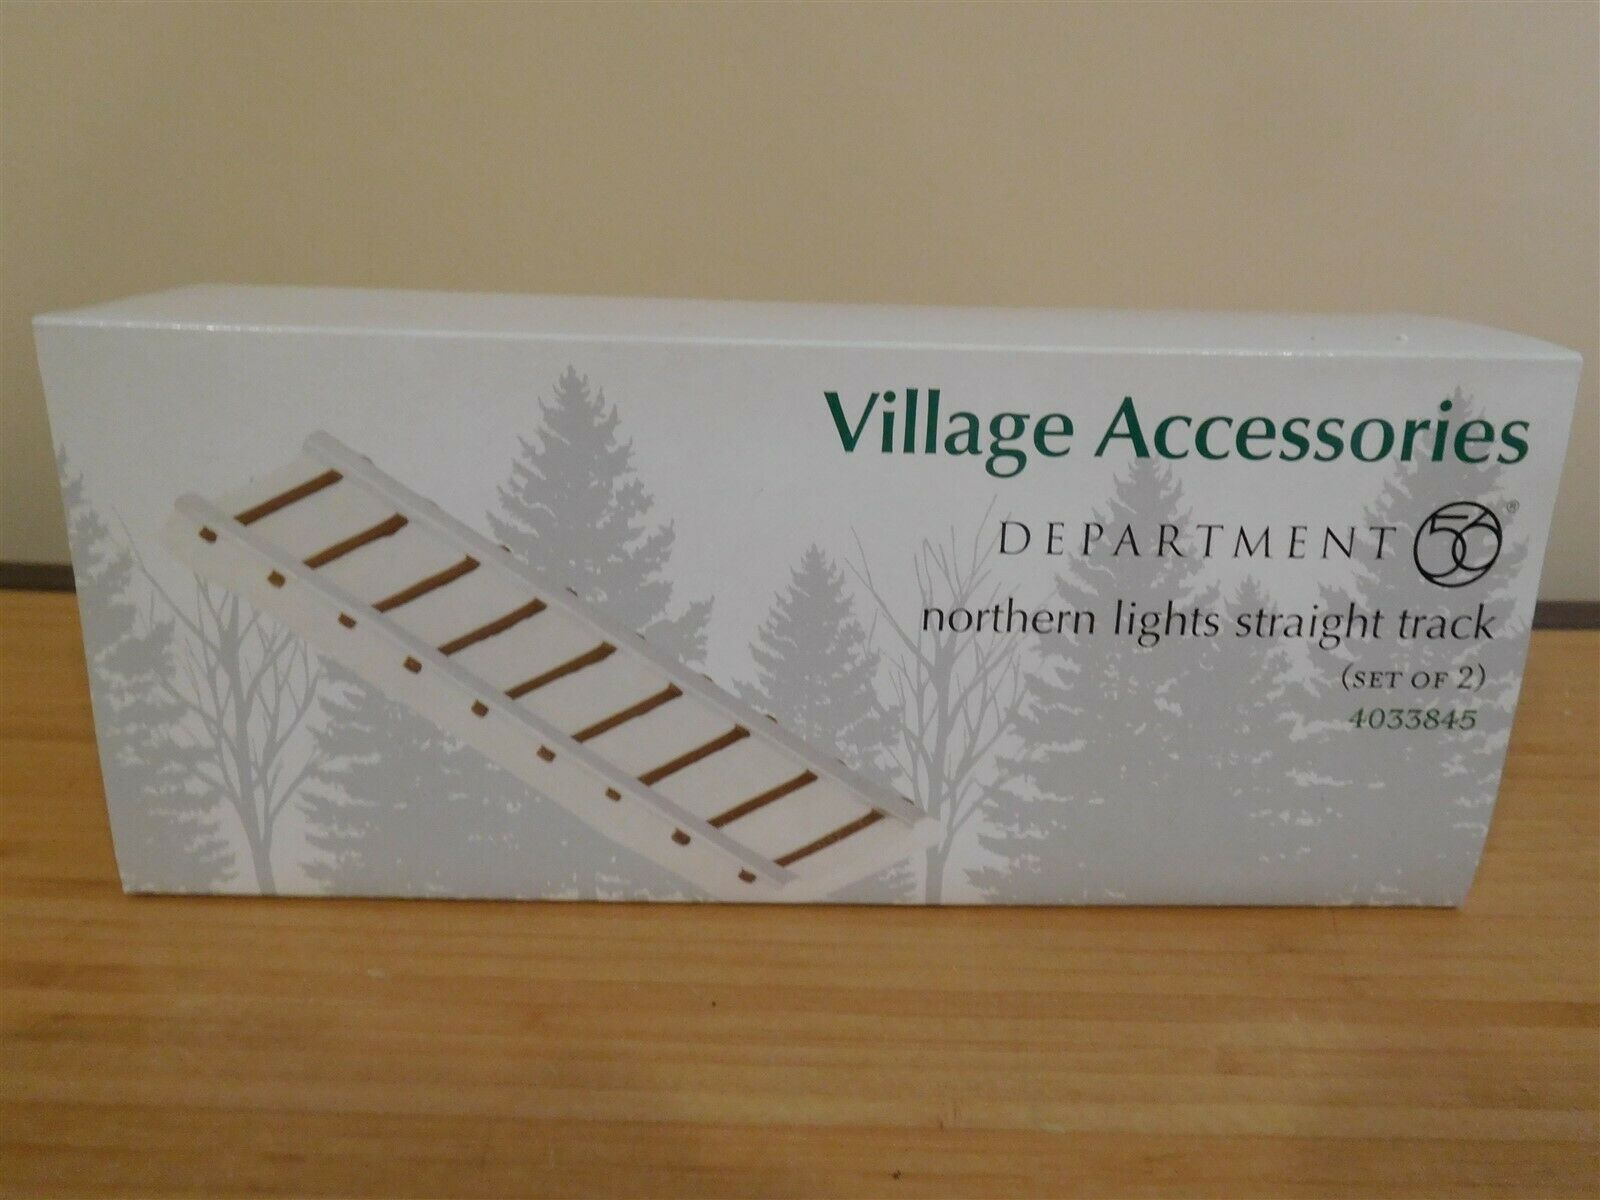 Village Accessories
DEPARTMENT 56®
northern lights straight track
(SET OF 2)
4033845